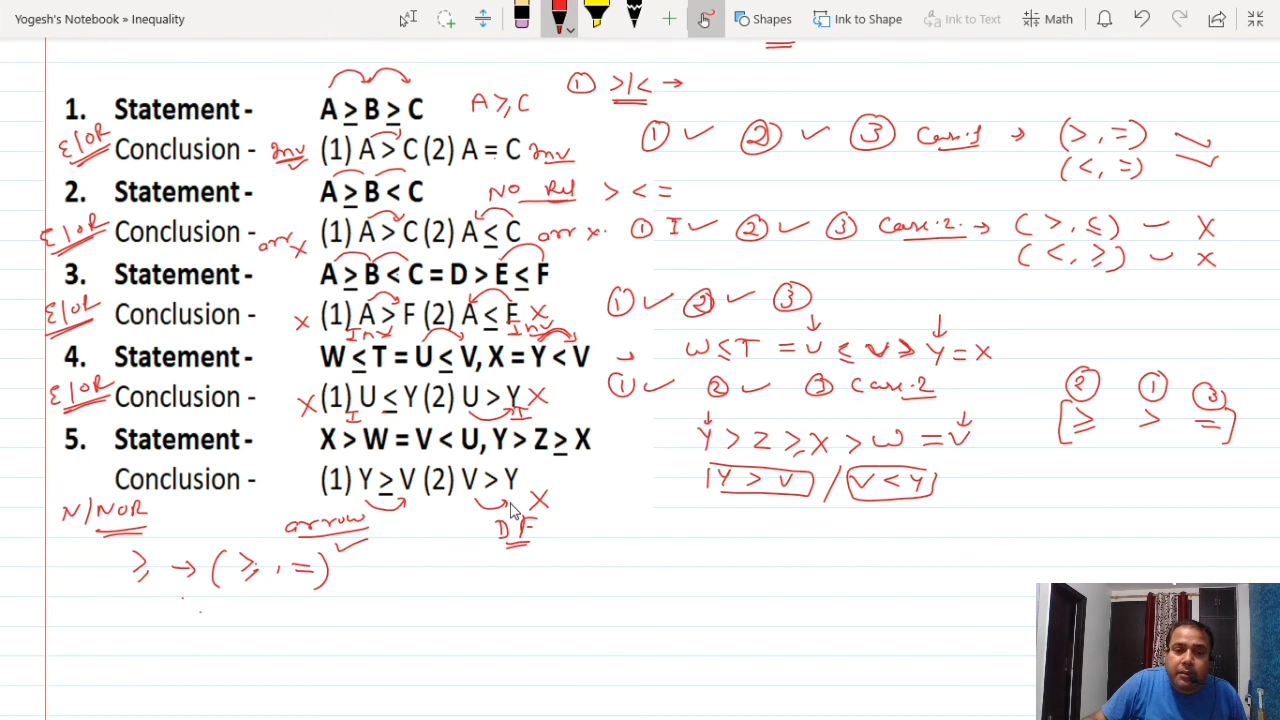 Yogesh's Notebook » Inequality
Shapes Ink to Shape Ink to Text Math
① >|< →
1. Statement - A ≥ B ≥ C A ≥ C
E/OR Conclusion - Inv (1) A > C (2) A = C Inv ① ✓ ② ✓ ③ Case-1 → (> , =)
(< , =)
2. Statement - A ≥ B < C NO Rel > < =
E/OR Conclusion - arr x (1) A > C (2) A ≤ C arr x. ① I ✓ ② ✓ ③ Case-2 → (> , ≤) - X
(< , ≥) - X
3. Statement - A ≥ B < C = D > E ≤ F
E/OR Conclusion - X (1) A > F (2) A ≤ F X ① ✓ ② ✓ ③
Inv Inv
4. Statement - W ≤ T = U ≤ V, X = Y < V → W ≤ T = U ≤ V > Y = X
E/OR Conclusion - X (1) U ≤ Y (2) U > Y X ① ✓ ② ✓ ③ Case-2 ② ① ③
I I [≥ > =]
5. Statement - X > W = V < U, Y > Z ≥ X Y > Z ≥ X > W = V
Conclusion - (1) Y ≥ V (2) V > Y X Y > V / V < Y
N/NOR arrow ✓ DF
≥ → (≥ , =)